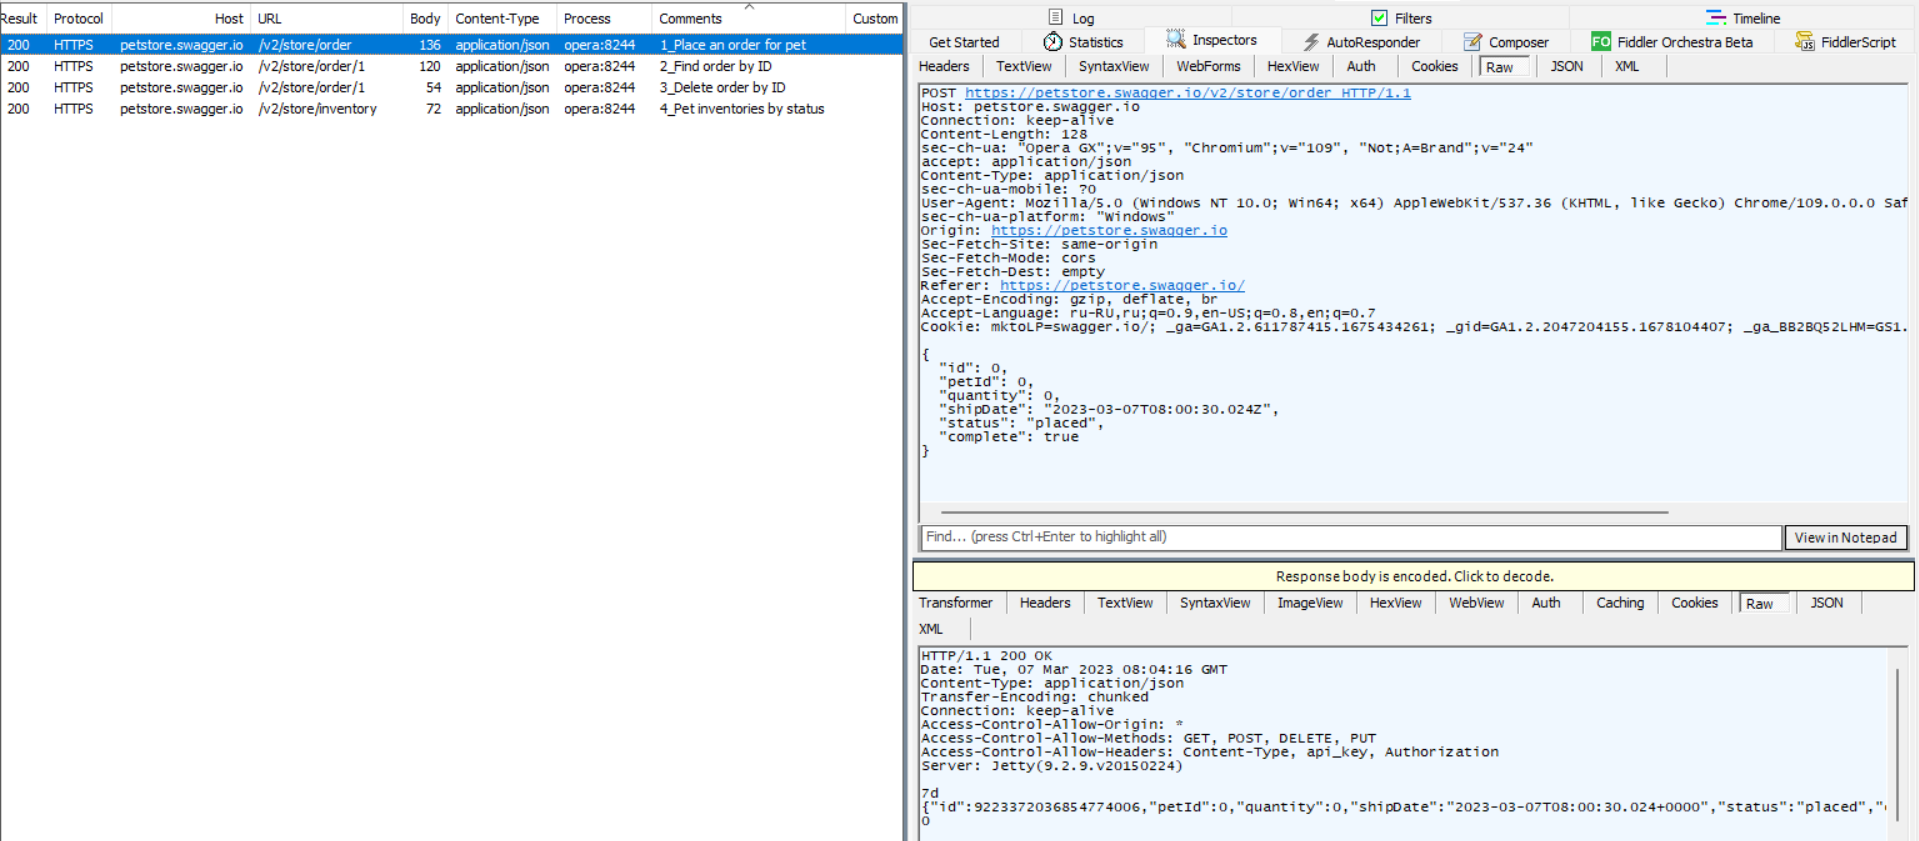 Result Protocol Host URL Body Content-Type Process Comments Custom
200 HTTPS petstore.swagger.io /v2/store/order 136 application/json opera:8244 1_Place an order for pet
200 HTTPS petstore.swagger.io /v2/store/order/1 120 application/json opera:8244 2_Find order by ID
200 HTTPS petstore.swagger.io /v2/store/order/1 54 application/json opera:8244 3_Delete order by ID
200 HTTPS petstore.swagger.io /v2/store/inventory 72 application/json opera:8244 4_Pet inventories by status
Log Filters Timeline
Get Started Statistics Inspectors AutoResponder Composer FO Fiddler Orchestra Beta JS FiddlerScript
Headers TextView SyntaxView WebForms HexView Auth Cookies Raw JSON XML
POST https://petstore.swagger.io/v2/store/order HTTP/1.1
Host: petstore.swagger.io
Connection: keep-alive
Content-Length: 128
sec-ch-ua: "Opera GX";v="95", "Chromium";v="109", "Not;A=Brand";v="24"
accept: application/json
Content-Type: application/json
sec-ch-ua-mobile: ?0
User-Agent: Mozilla/5.0 (Windows NT 10.0; Win64; x64) AppleWebKit/537.36 (KHTML, like Gecko) Chrome/109.0.0.0 Saf
sec-ch-ua-platform: "Windows"
Origin: https://petstore.swagger.io
Sec-Fetch-Site: same-origin
Sec-Fetch-Mode: cors
Sec-Fetch-Dest: empty
Referer: https://petstore.swagger.io/
Accept-Encoding: gzip, deflate, br
Accept-Language: ru-RU,ru;q=0.9,en-US;q=0.8,en;q=0.7
Cookie: mktoLP=swagger.io/; _ga=GA1.2.611787415.1675434261; _gid=GA1.2.2047204155.1678104407; _ga_BB2BQ52LHM=GS1.
{
"id": 0,
"petId": 0,
"quantity": 0,
"shipDate": "2023-03-07T08:00:30.024Z",
"status": "placed",
"complete": true
}
Find... (press Ctrl+Enter to highlight all) View in Notepad
Response body is encoded. Click to decode.
Transformer Headers TextView SyntaxView ImageView HexView WebView Auth Caching Cookies Raw JSON
XML
HTTP/1.1 200 OK
Date: Tue, 07 Mar 2023 08:04:16 GMT
Content-Type: application/json
Transfer-Encoding: chunked
Connection: keep-alive
Access-Control-Allow-Origin: *
Access-Control-Allow-Methods: GET, POST, DELETE, PUT
Access-Control-Allow-Headers: Content-Type, api_key, Authorization
Server: Jetty(9.2.9.v20150224)
7d
{"id":9223372036854774006,"petId":0,"quantity":0,"shipDate":"2023-03-07T08:00:30.024+0000","status":"placed","
0